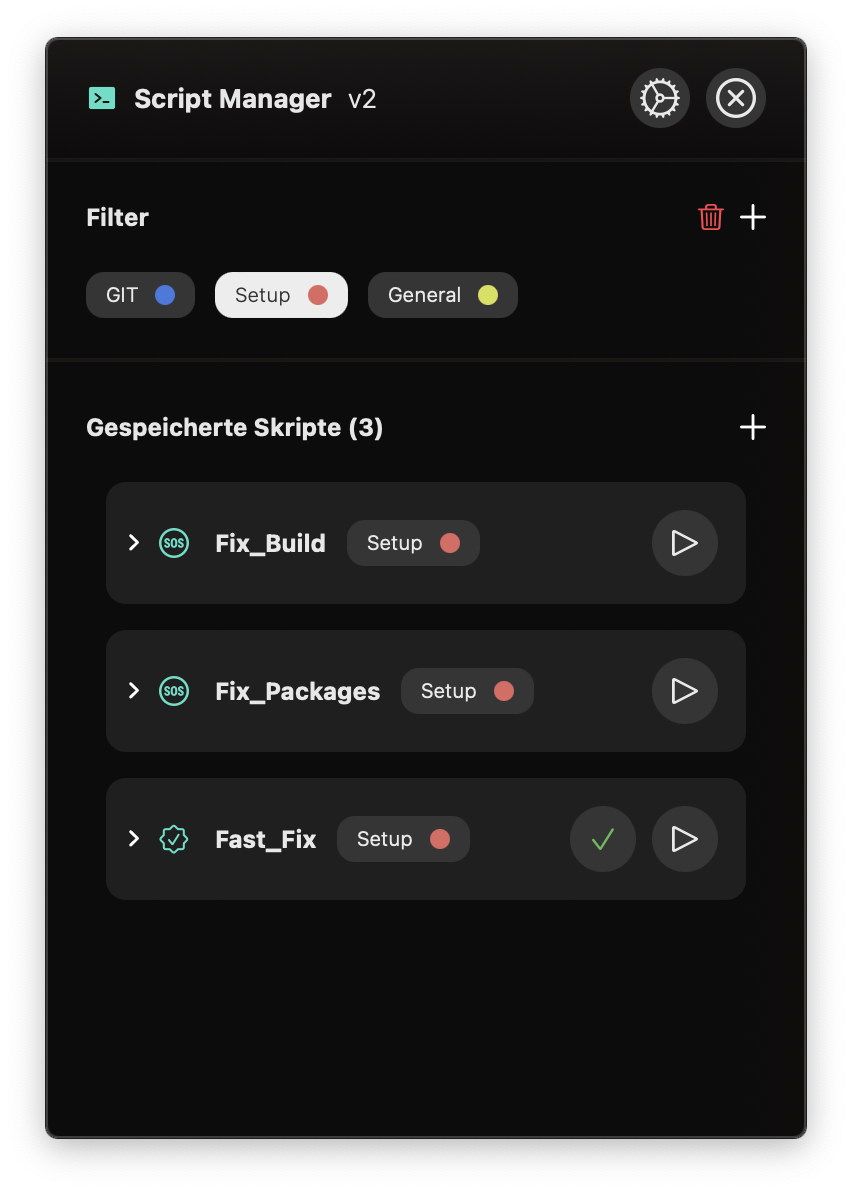 Script Manager v2
Filter
GIT
Setup
General
Gespeicherte Skripte (3)
SOS Fix_Build Setup
SOS Fix_Packages Setup
Fast_Fix Setup